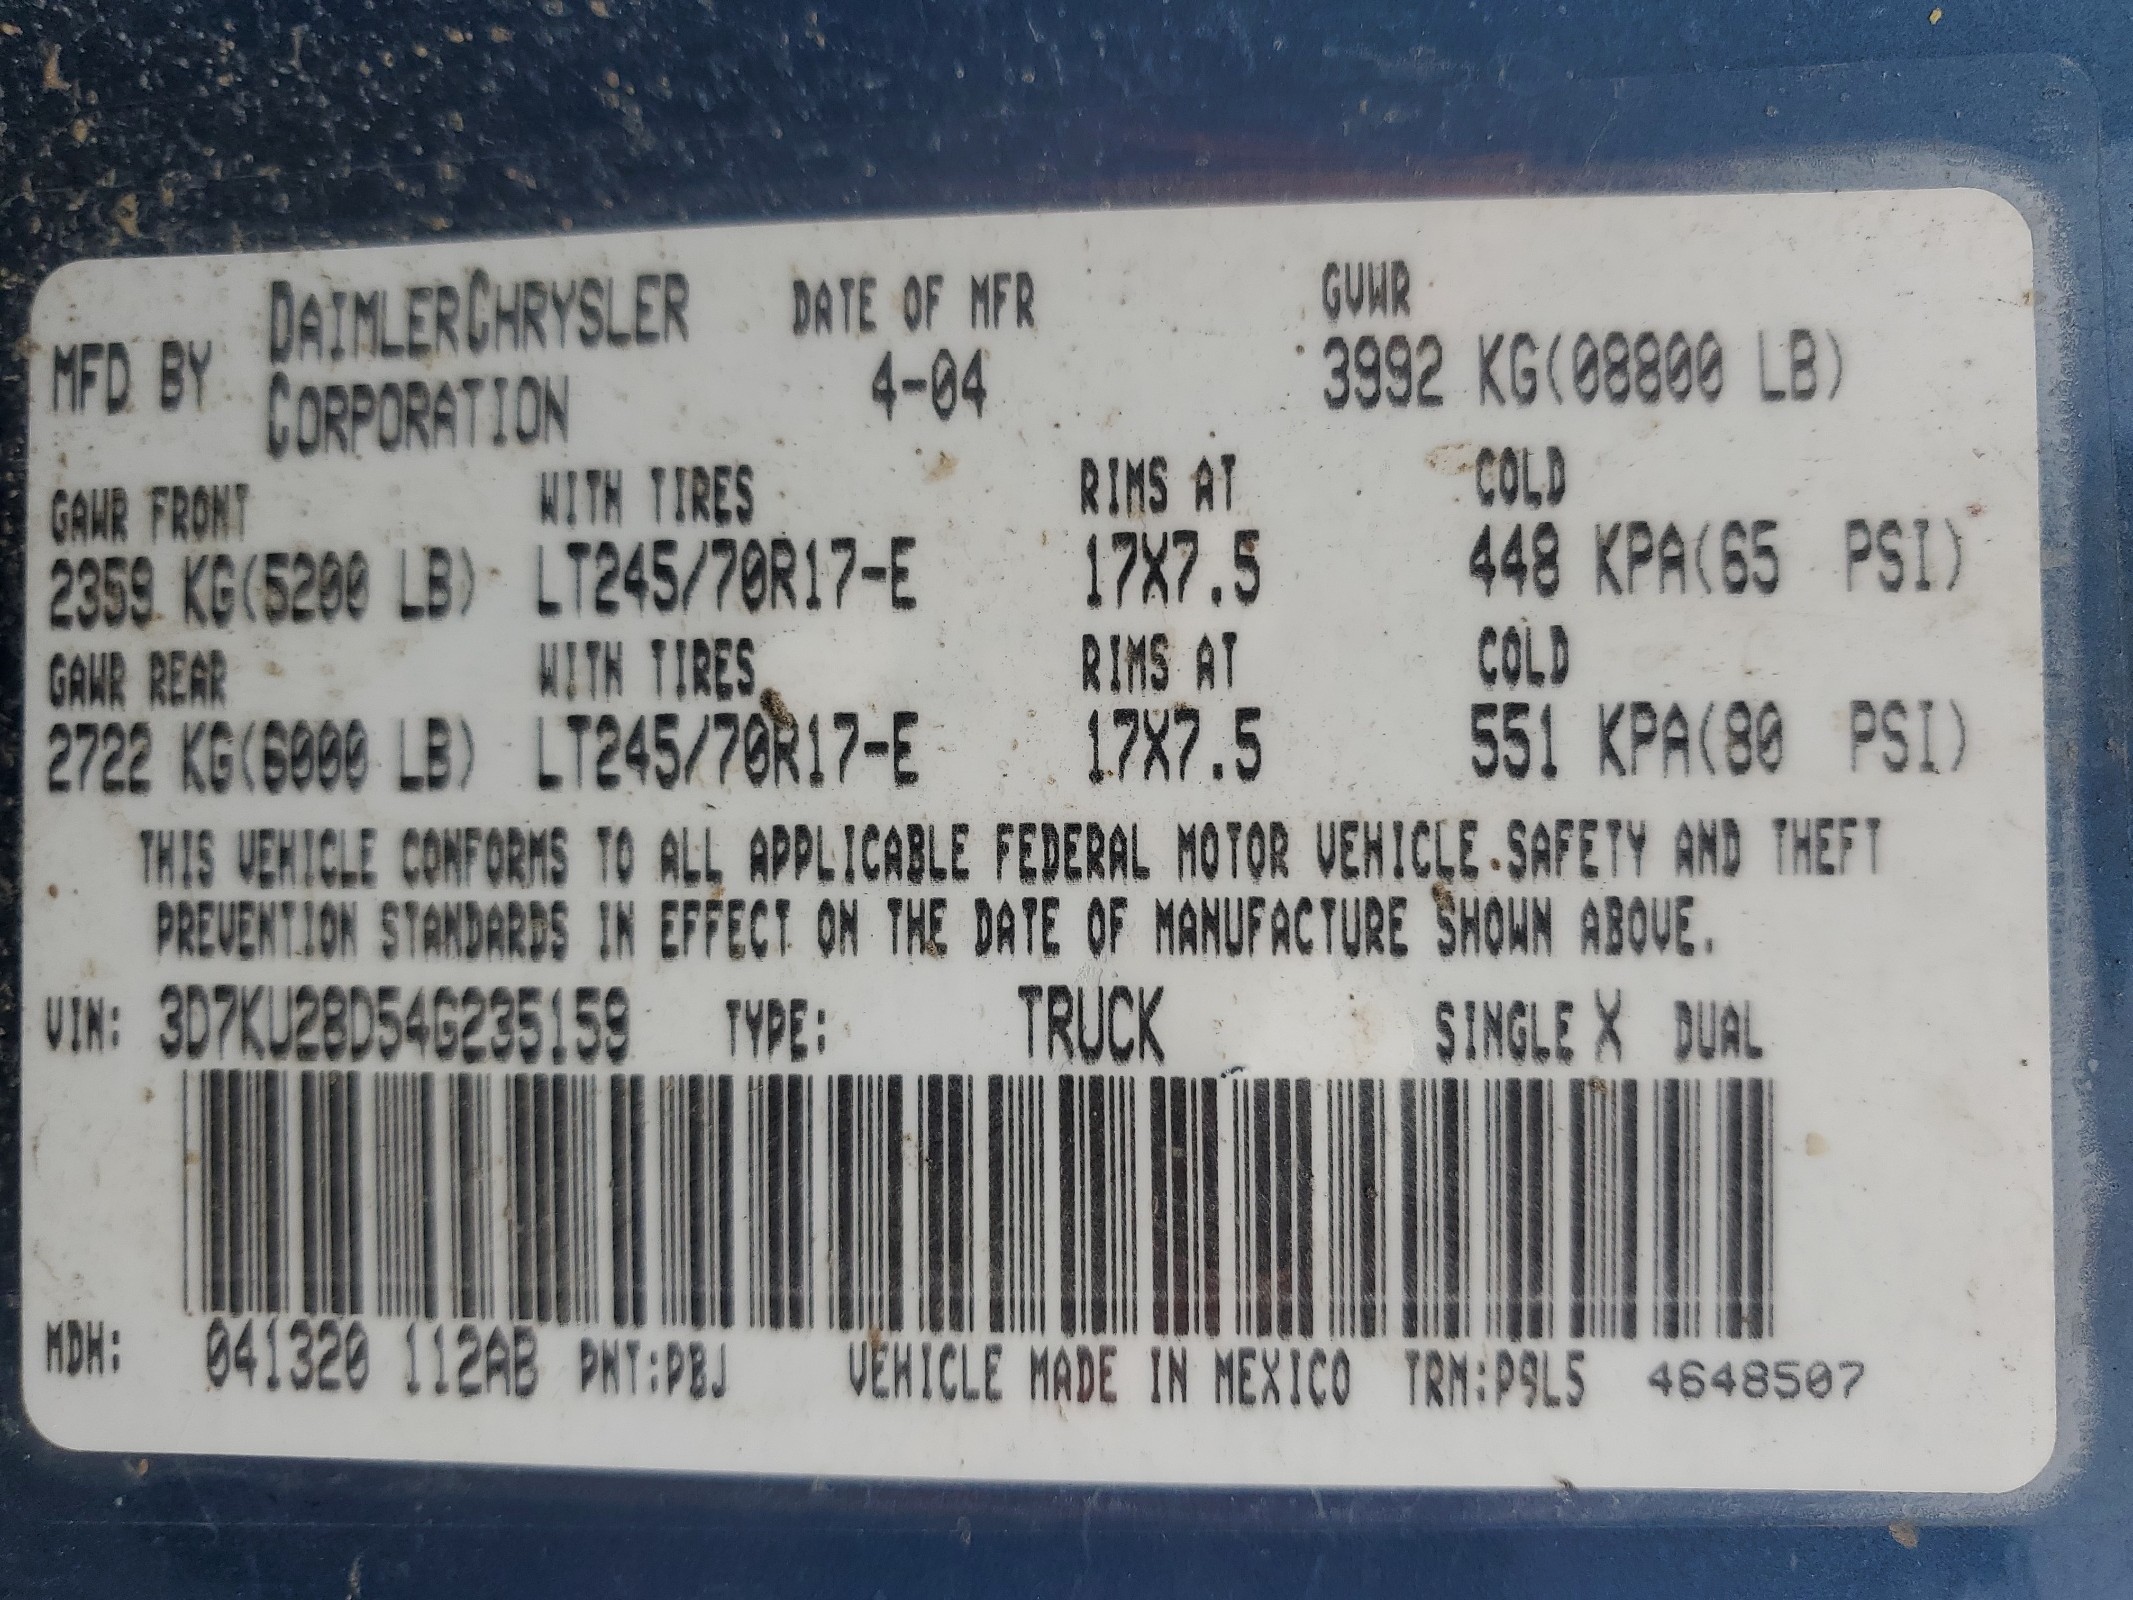 MFD BY DAIMLERCHRYSLER CORPORATION
DATE OF MFR
4-04
GVWR
3992 KG(08800 LB)
GAWR FRONT WITH TIRES RIMS AT COLD
2359 KG(5200 LB) LT245/70R17-E 17X7.5 448 KPA(65 PSI)
GAWR REAR WITH TIRES RIMS AT COLD
2722 KG(6000 LB) LT245/70R17-E 17X7.5 551 KPA(80 PSI)
THIS VEHICLE CONFORMS TO ALL APPLICABLE FEDERAL MOTOR VEHICLE SAFETY AND THEFT
PREVENTION STANDARDS IN EFFECT ON THE DATE OF MANUFACTURE SHOWN ABOVE.
VIN: 3D7KU28D54G235159 TYPE: TRUCK SINGLE X DUAL
MDH: 041320 112AB PNT:PBJ VEHICLE MADE IN MEXICO TRM:P9L5 4648507